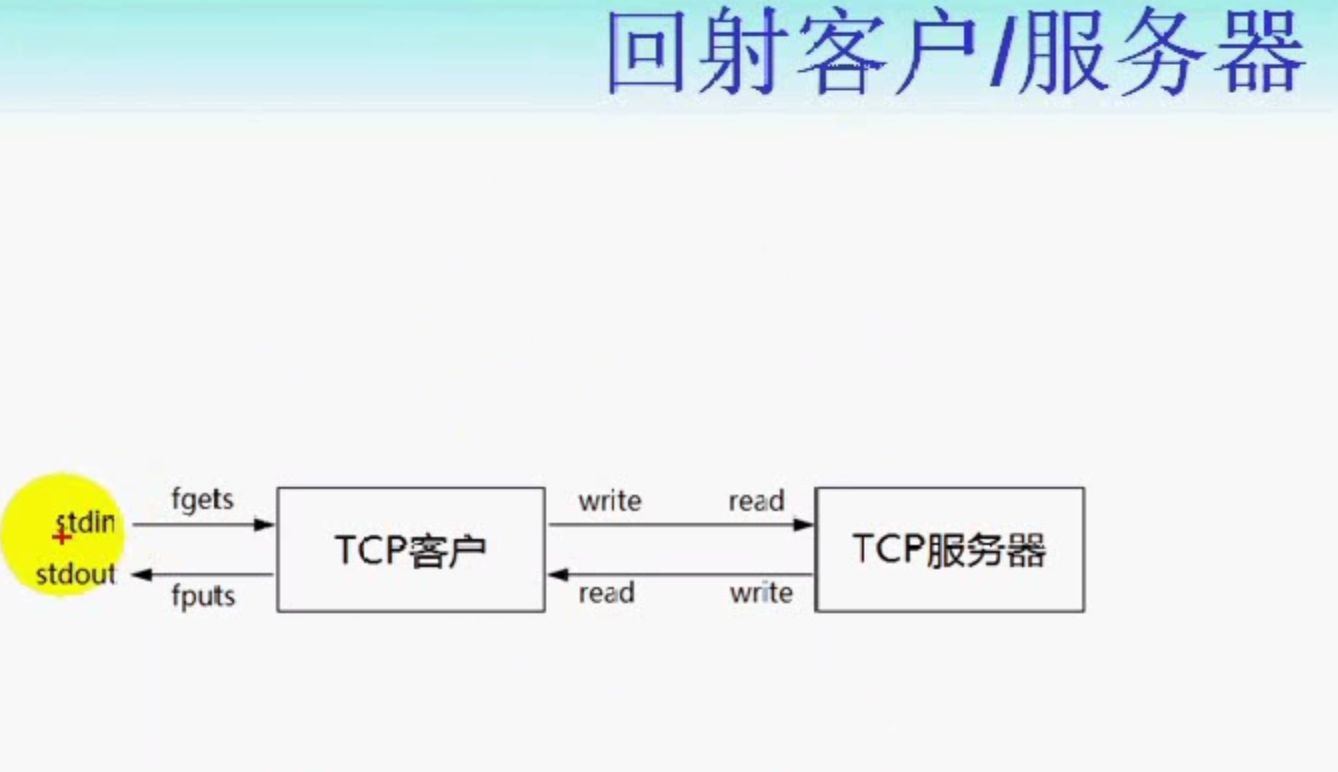 回射客户/服务器
stdin
fgets
write
read
TCP客户
TCP服务器
stdout
fputs
read
write